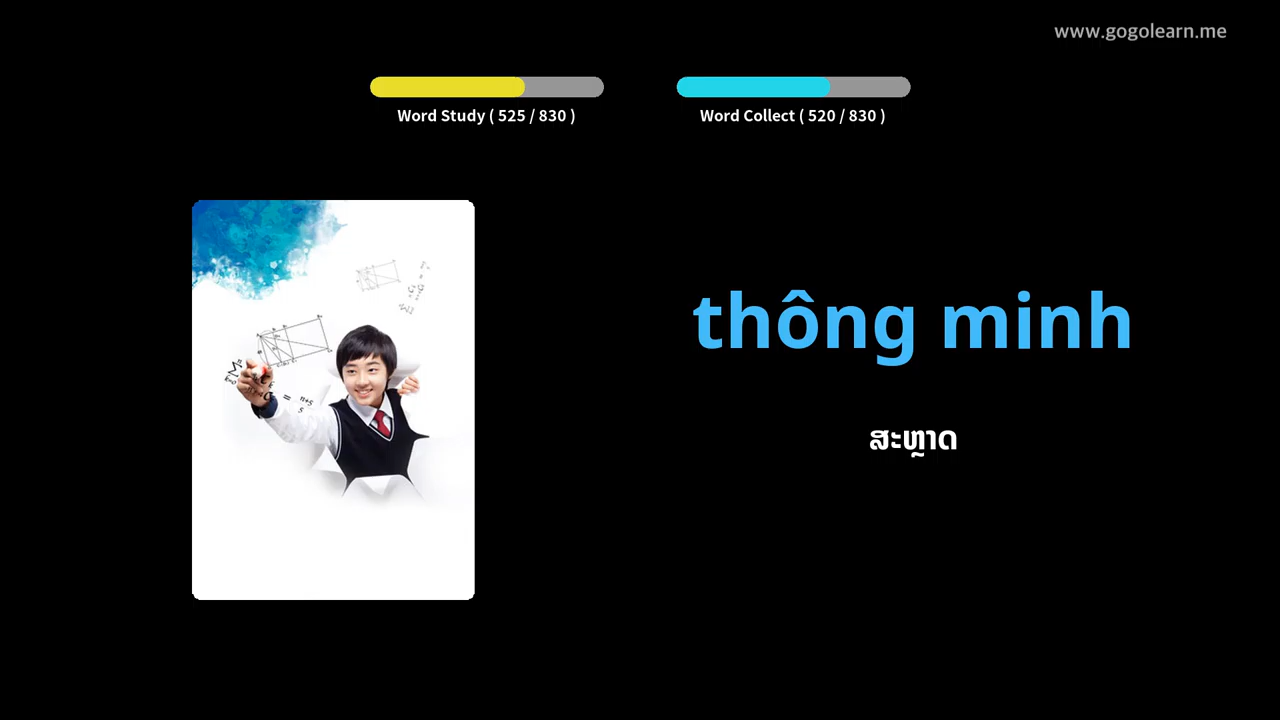 www.gogolearn.me
Word Study ( 525 / 830 )
Word Collect ( 520 / 830 )
thông minh
ສະຫຼາດ